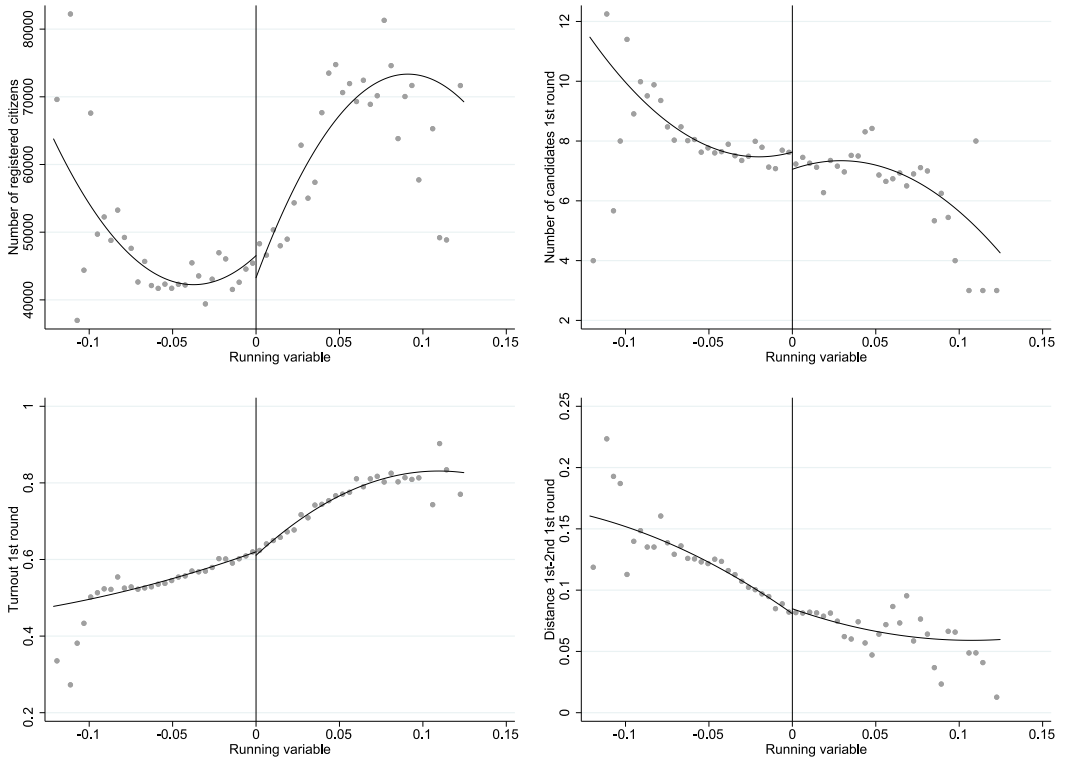 Number of registered citizens
80000
70000
60000
50000
40000
-0.1 -0.05 0 0.05 0.1 0.15
Running variable
Number of candidates 1st round
12
10
8
6
4
2
-0.1 -0.05 0 0.05 0.1 0.15
Running variable
Turnout 1st round
1
0.8
0.6
0.4
0.2
-0.1 -0.05 0 0.05 0.1 0.15
Running variable
Distance 1st-2nd 1st round
0.25
0.2
0.15
0.1
0.05
0
-0.1 -0.05 0 0.05 0.1 0.15
Running variable